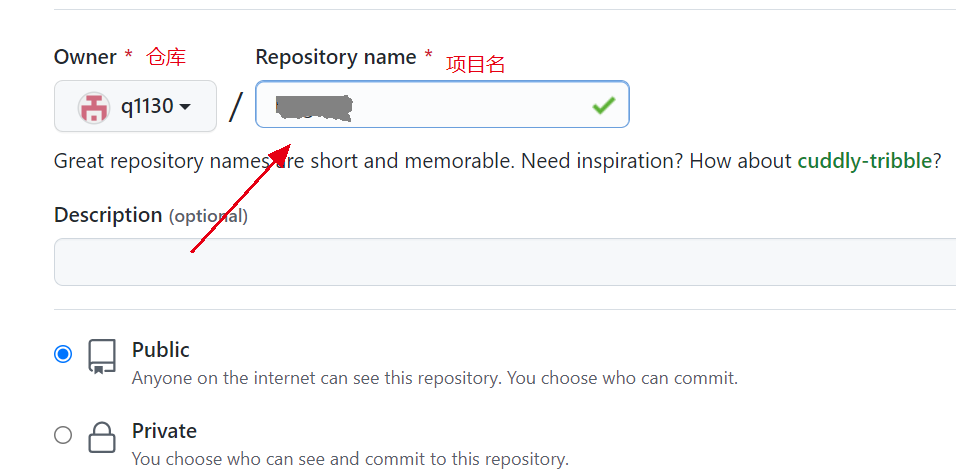 Owner * 仓库 Repository name * 项目名
q1130 /
Great repository names are short and memorable. Need inspiration? How about cuddly-tribble?
Description (optional)
Public
Anyone on the internet can see this repository. You choose who can commit.
Private
You choose who can see and commit to this repository.